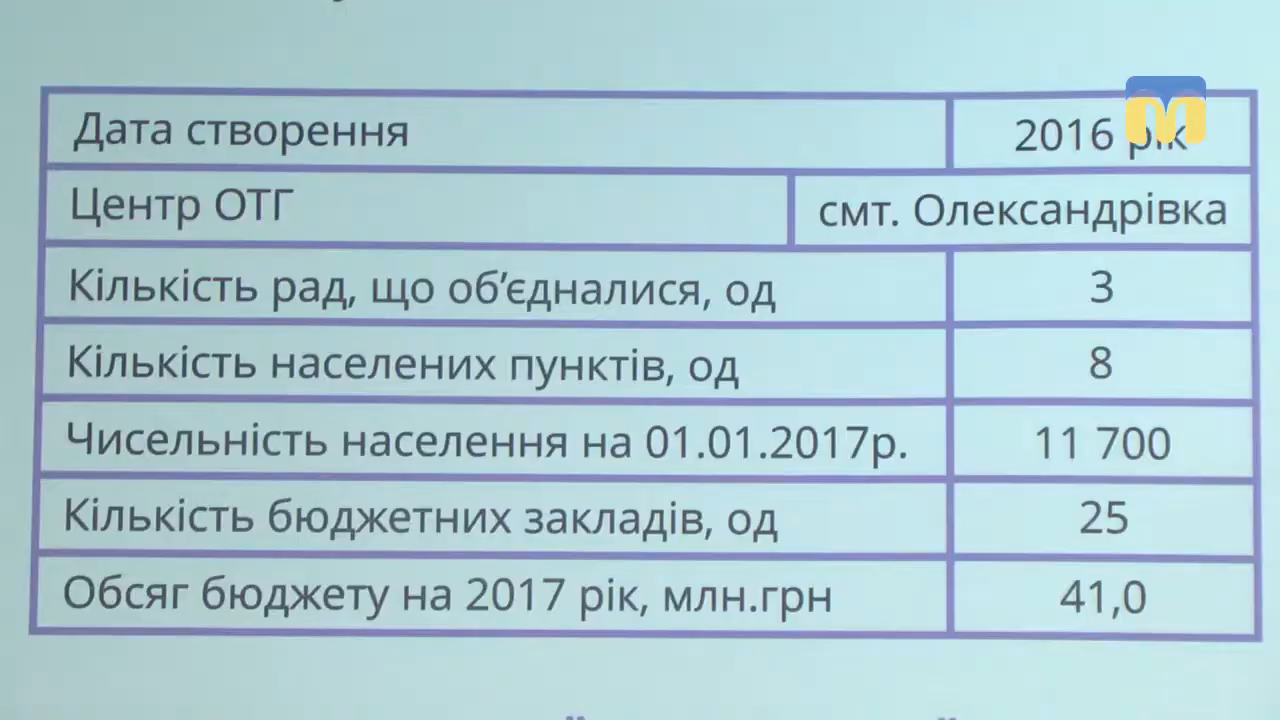 Дата створення 2016 рік
Центр ОТГ смт. Олександрівка
Кількість рад, що об’єдналися, од 3
Кількість населених пунктів, од 8
Чисельність населення на 01.01.2017р. 11 700
Кількість бюджетних закладів, од 25
Обсяг бюджету на 2017 рік, млн.грн 41,0